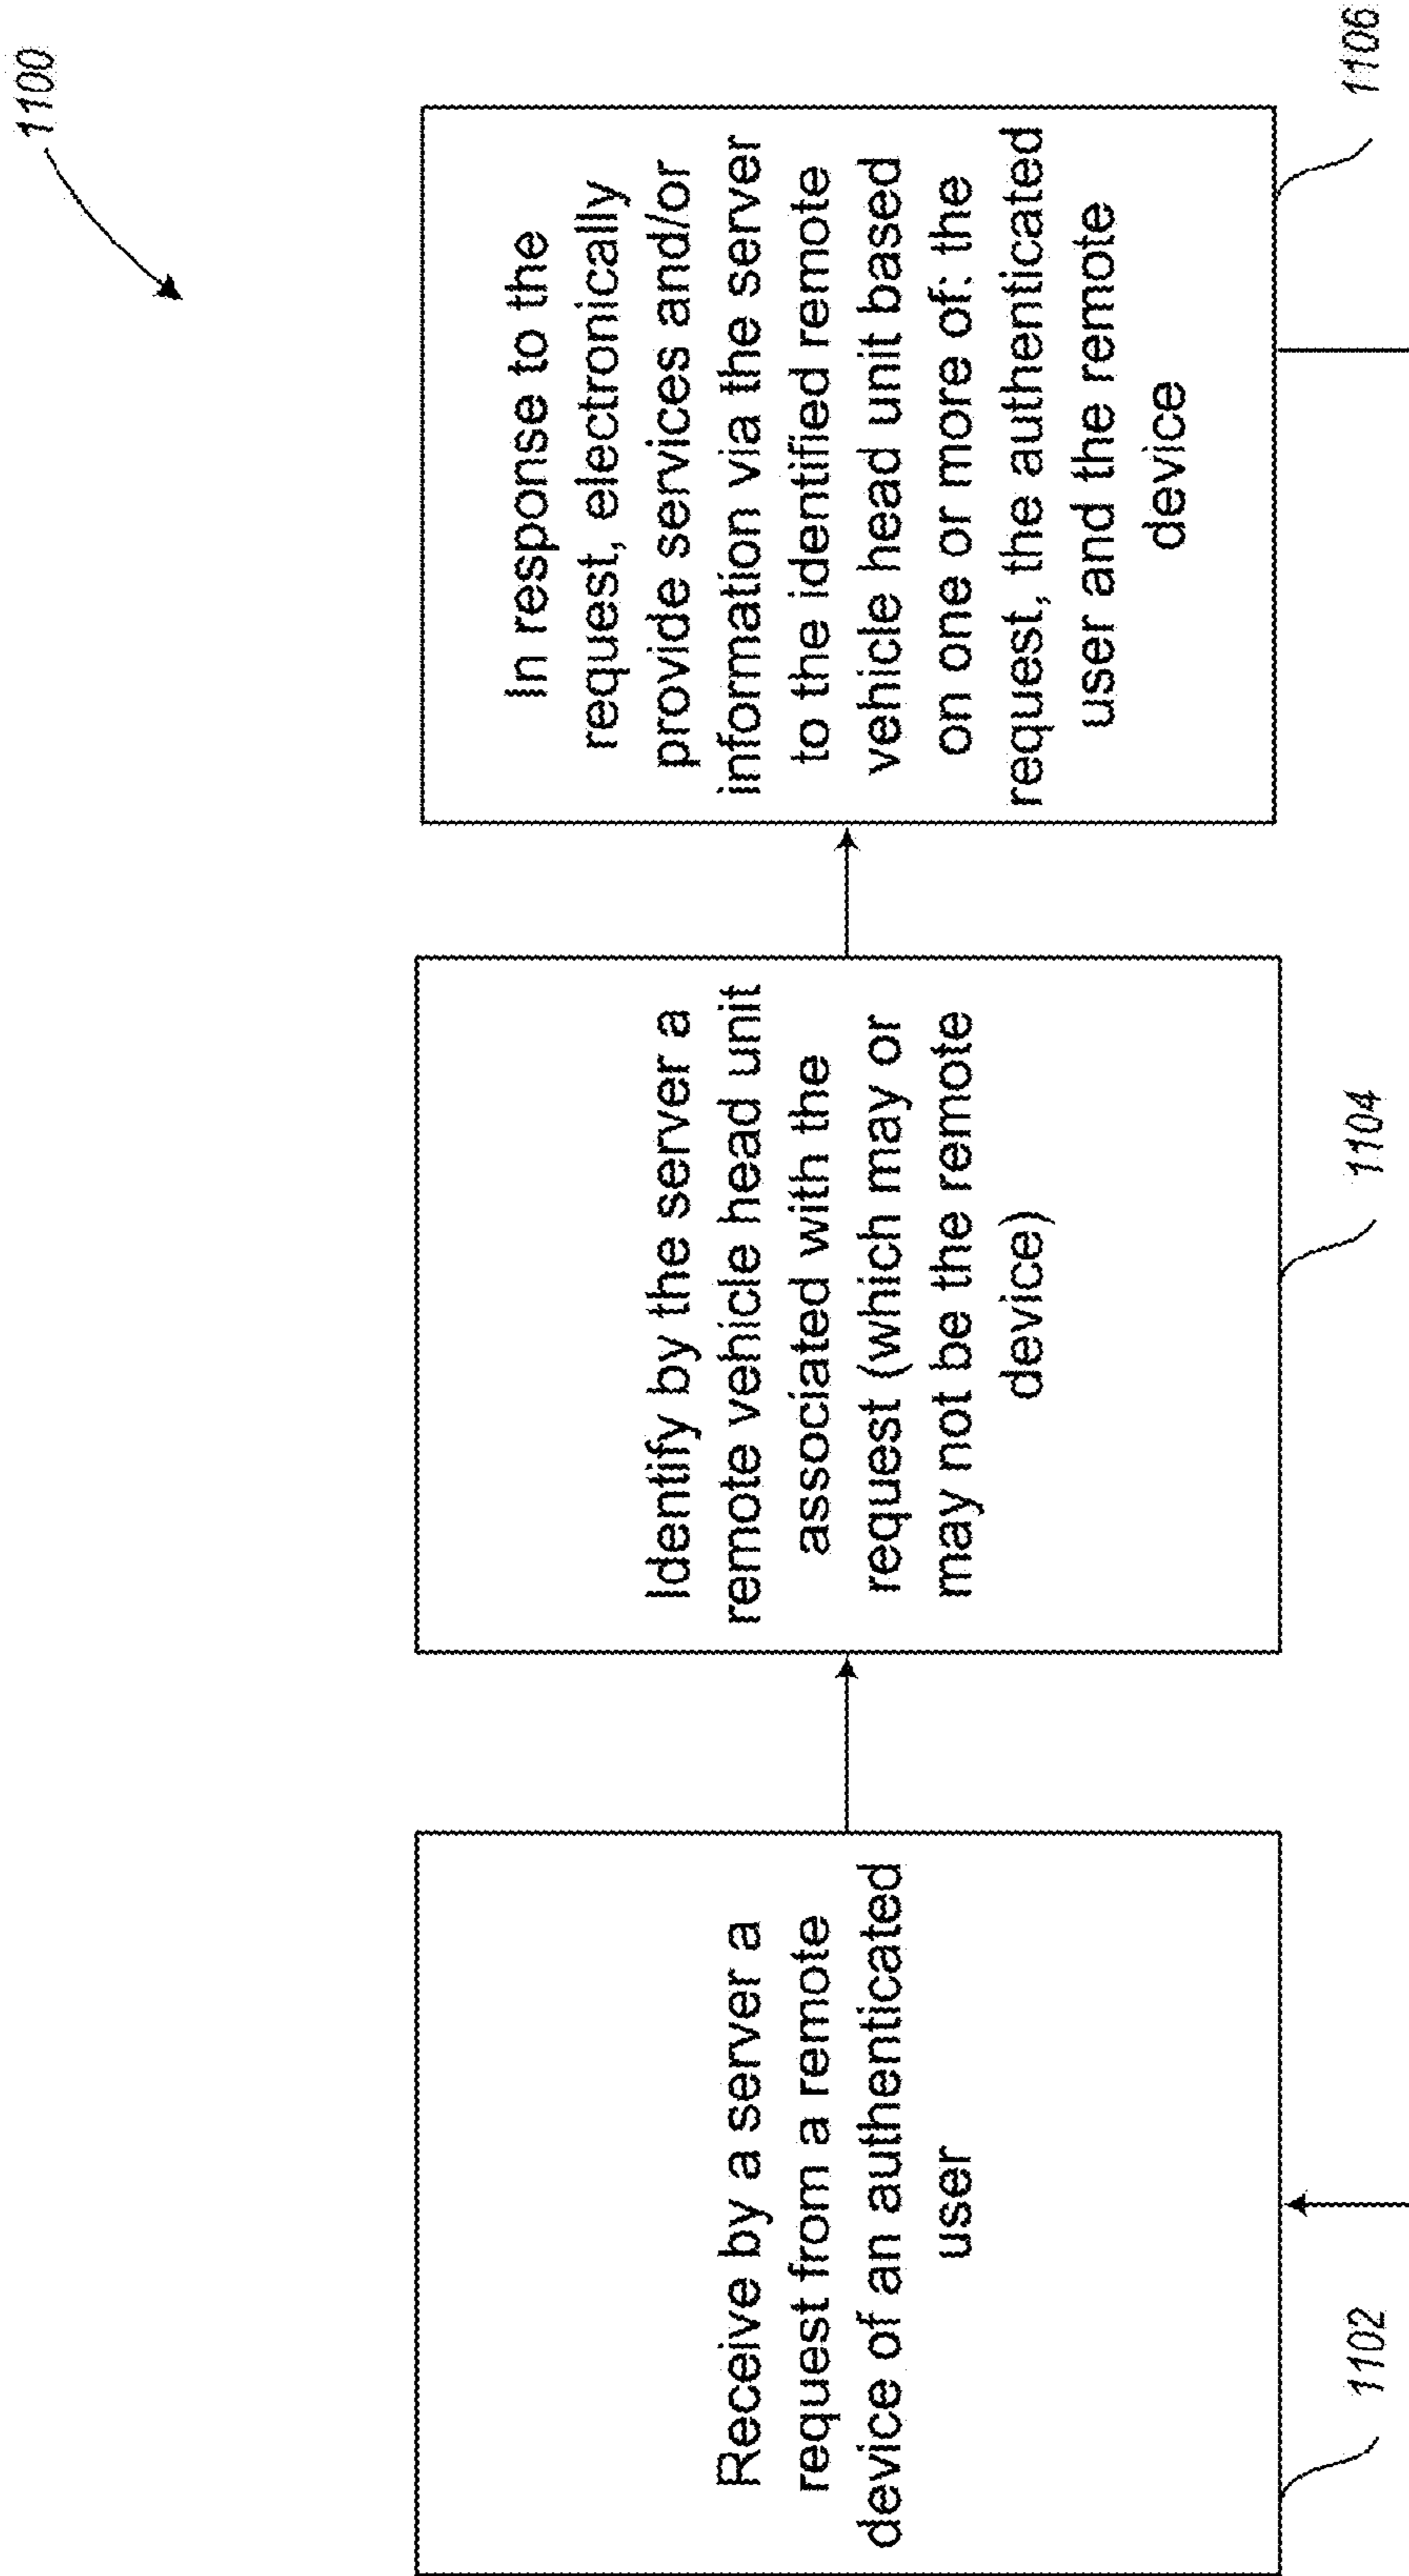 1100
Receive by a server a
request from a remote
device of an authenticated
user
1102
Identify by the server a
remote vehicle head unit
associated with the
request (which may or
may not be the remote
device)
1104
In response to the
request, electronically
provide services and/or
information via the server
to the identified remote
vehicle head unit based
on one or more of: the
request, the authenticated
user and the remote
device
1106